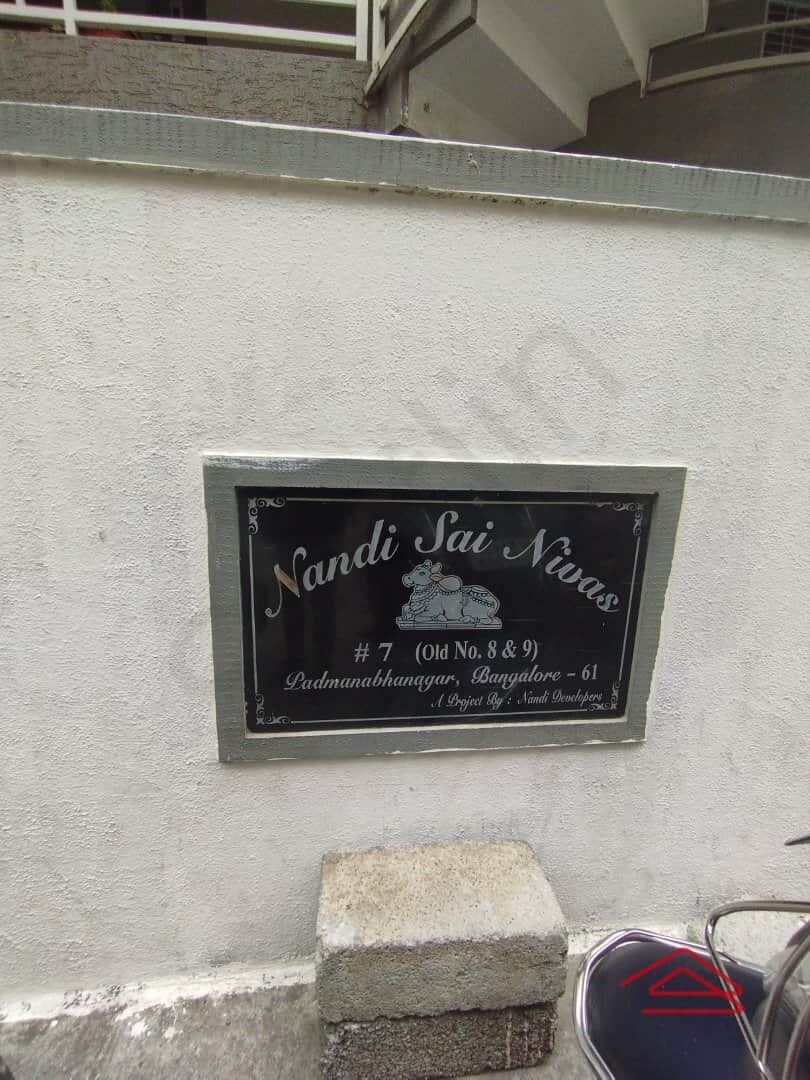 Nandi Sai Nivas
# 7 (Old No. 8 & 9)
Padmanabhanagar, Bangalore - 61
A Project By : Nandi Developers